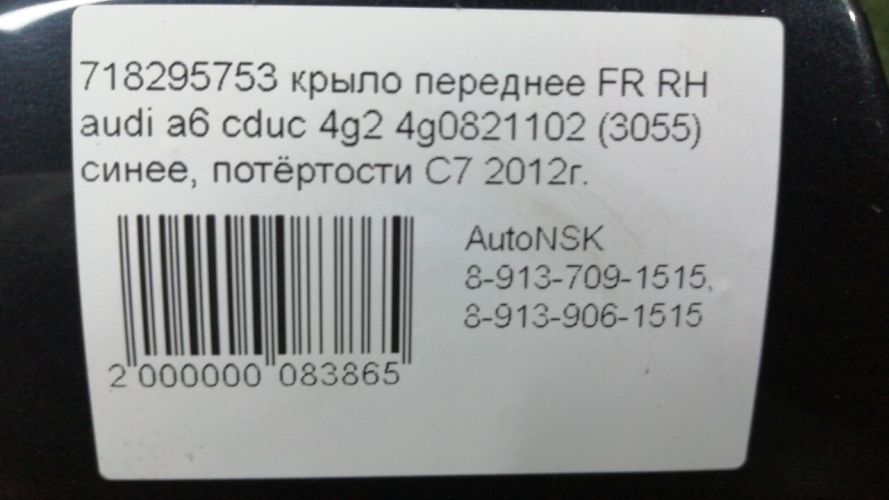 718295753 крыло переднее FR RH
audi a6 cduc 4g2 4g0821102 (3055)
синее, потёртости C7 2012г.
AutoNSK
8-913-709-1515,
8-913-906-1515
2 000000 083865